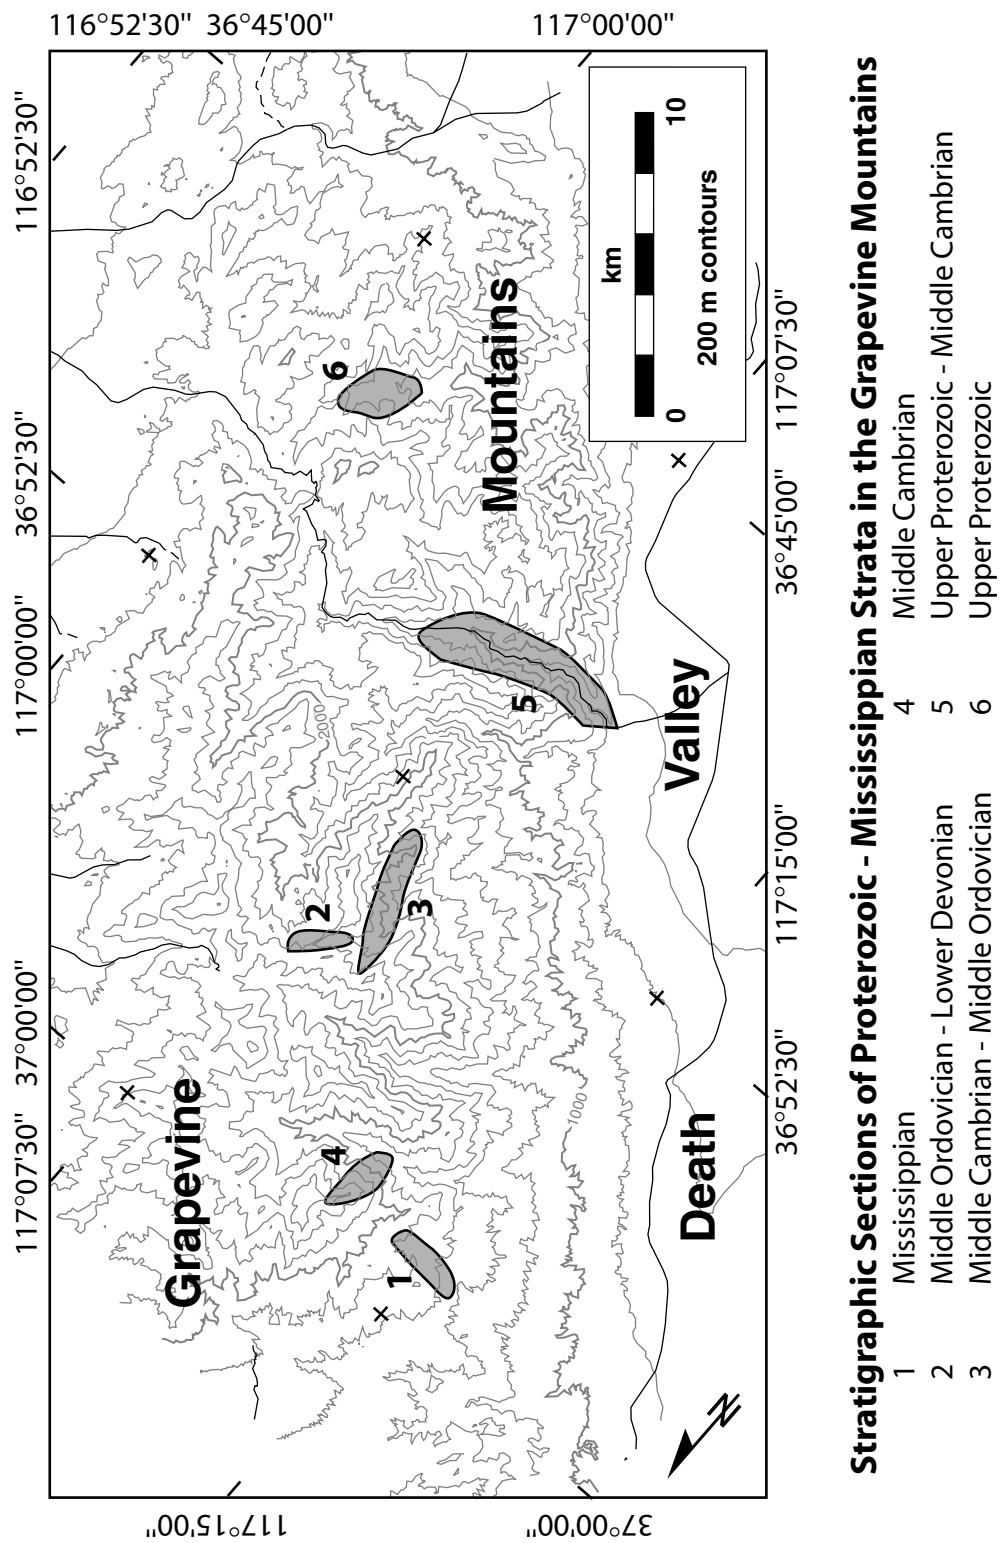 116°52'30" 36°45'00" 117°00'00"
117°07'30" 37°00'00" 117°00'00" 36°52'30" 116°52'30"
Grapevine
Mountains
Death
Valley
1
2
3
4
5
6
1000
1000
N
km
0 10
200 m contours
117°15'00" 37°00'00"
36°52'30" 117°15'00" 36°45'00" 117°07'30"
Stratigraphic Sections of Proterozoic - Mississippian Strata in the Grapevine Mountains
1 Mississippian
2 Middle Ordovician - Lower Devonian
3 Middle Cambrian - Middle Ordovician
4 Middle Cambrian
5 Upper Proterozoic - Middle Cambrian
6 Upper Proterozoic